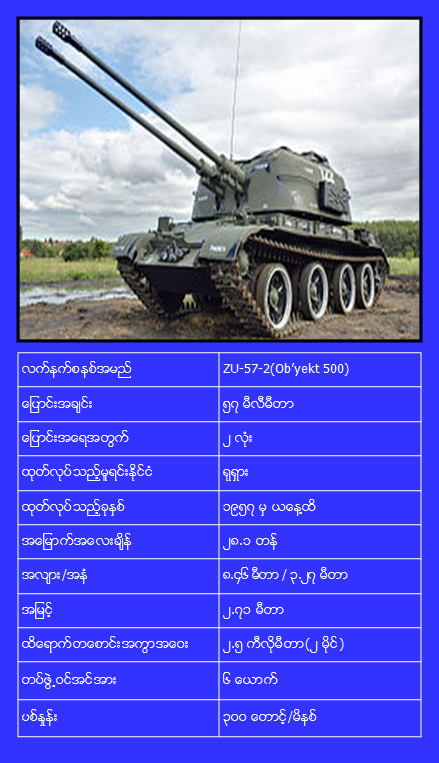 144
လက်နက်စနစ်အမည် ZU-57-2(Ob'yekt 500)
ပြောင်းအချင်း ၅၇ မီလီမီတာ
ပြောင်းအရေအတွက် ၂ လုံး
ထုတ်လုပ်သည့်မူရင်းနိုင်ငံ ရုရှား
ထုတ်လုပ်သည့်ခုနှစ် ၁၉၅၇ မှ ယနေ့ထိ
အမြောက်အလေးချိန် ၂၈.၁ တန်
အလျား/အနံ ၈.၄၆ မီတာ / ၃.၂၇ မီတာ
အမြင့် ၂.၇၁ မီတာ
ထိရောက်တစောင်းအကွာအဝေး ၂.၅ ကီလိုမီတာ(၂ မိုင်)
တပ်ဖွဲ့ဝင်အင်အား ၆ ယောက်
ပစ်နှုန်း ၃၀၀ တောင့်/မိနစ်